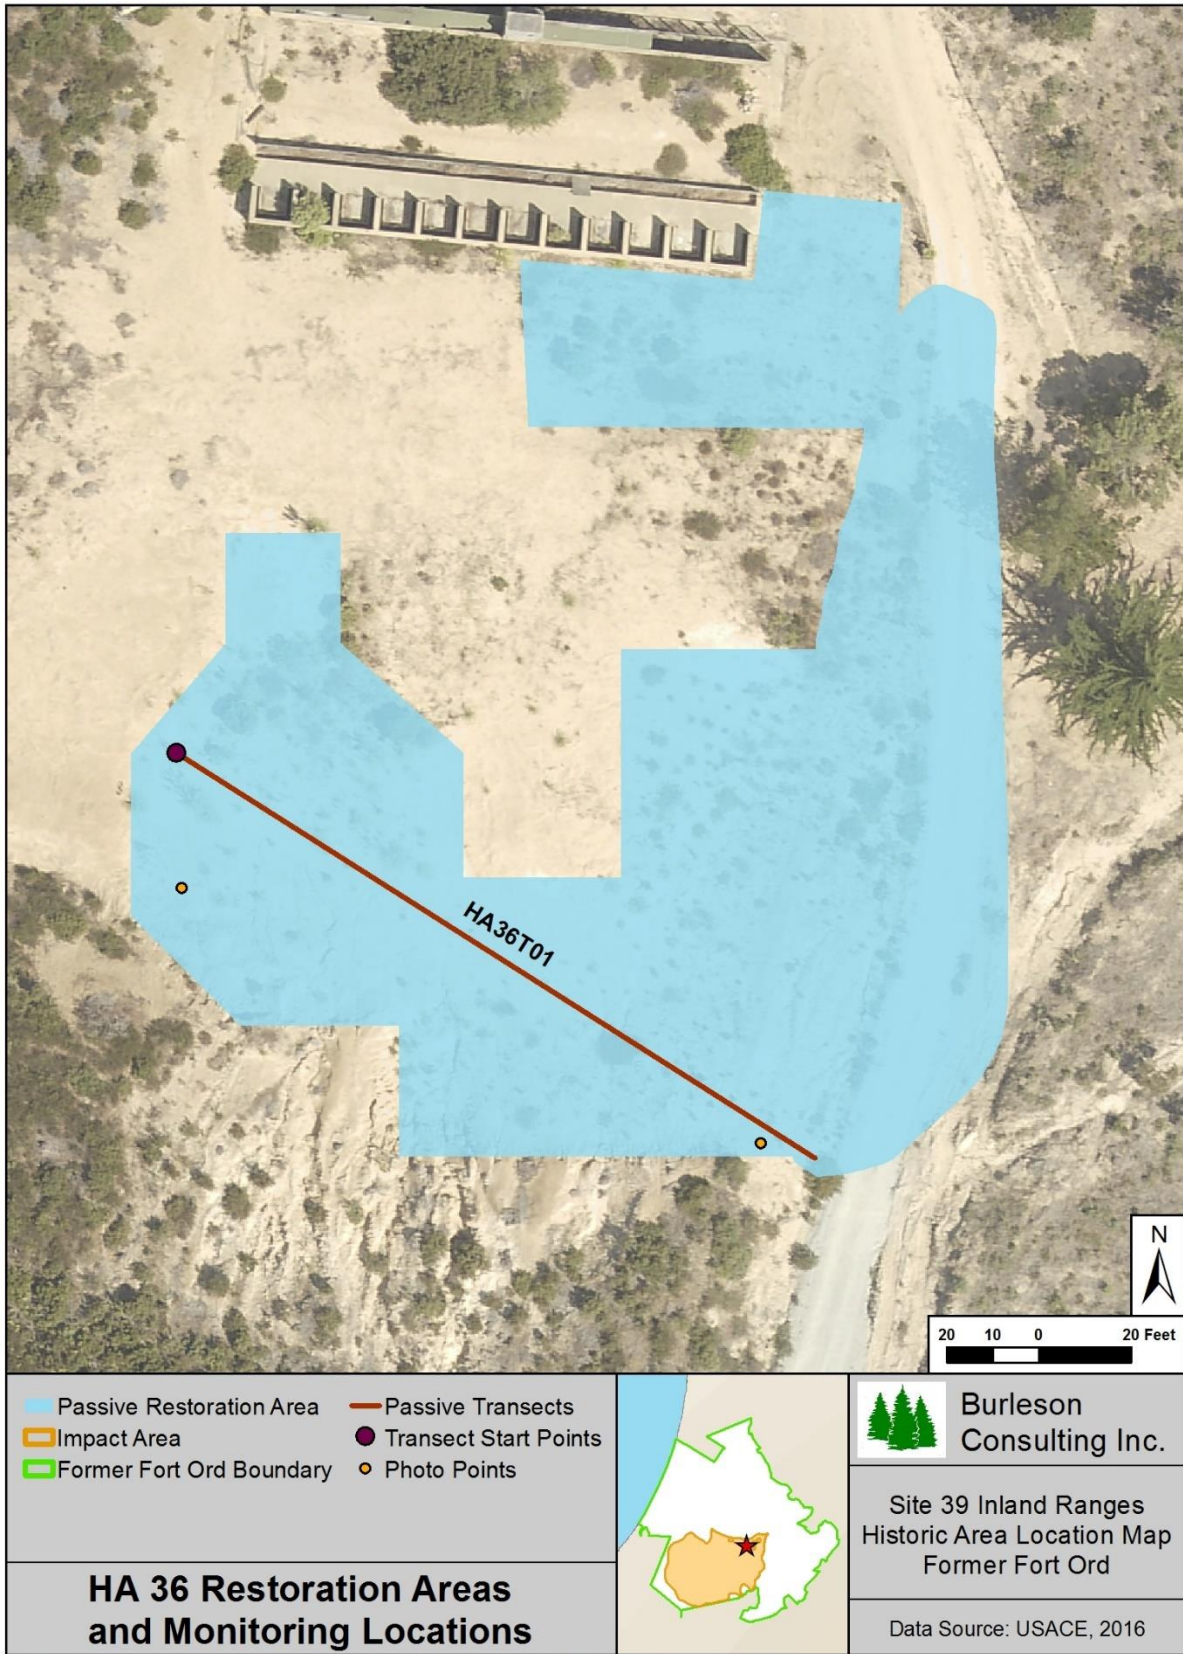 HA36T01
N
20 10 0 20 Feet
Passive Restoration Area
Impact Area
Former Fort Ord Boundary
Passive Transects
Transect Start Points
Photo Points
HA 36 Restoration Areas
and Monitoring Locations
Burleson
Consulting Inc.
Site 39 Inland Ranges
Historic Area Location Map
Former Fort Ord
Data Source: USACE, 2016